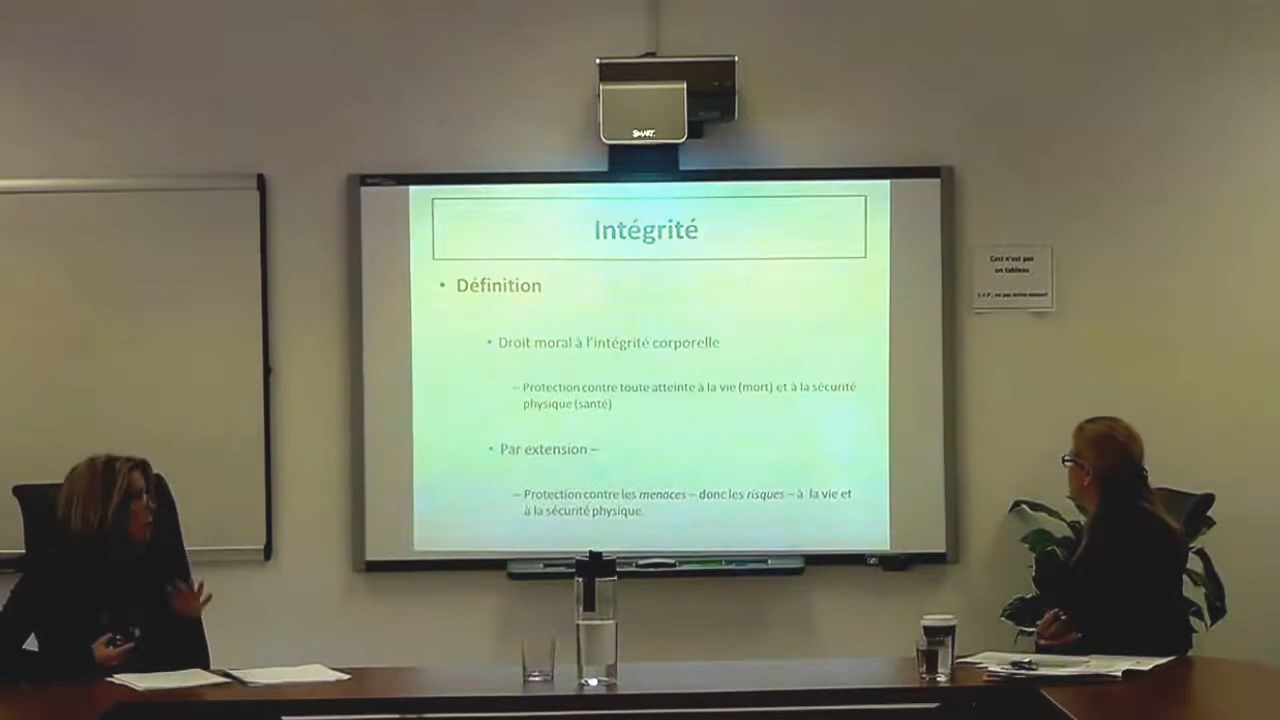 SMART
Intégrité
• Définition
• Droit moral à l'intégrité corporelle
– Protection contre toute atteinte à la vie (mort) et à la sécurité
physique (santé)
• Par extension –
– Protection contre les menaces – donc les risques – à la vie et
à la sécurité physique.
Ceci n'est pas
un tableau